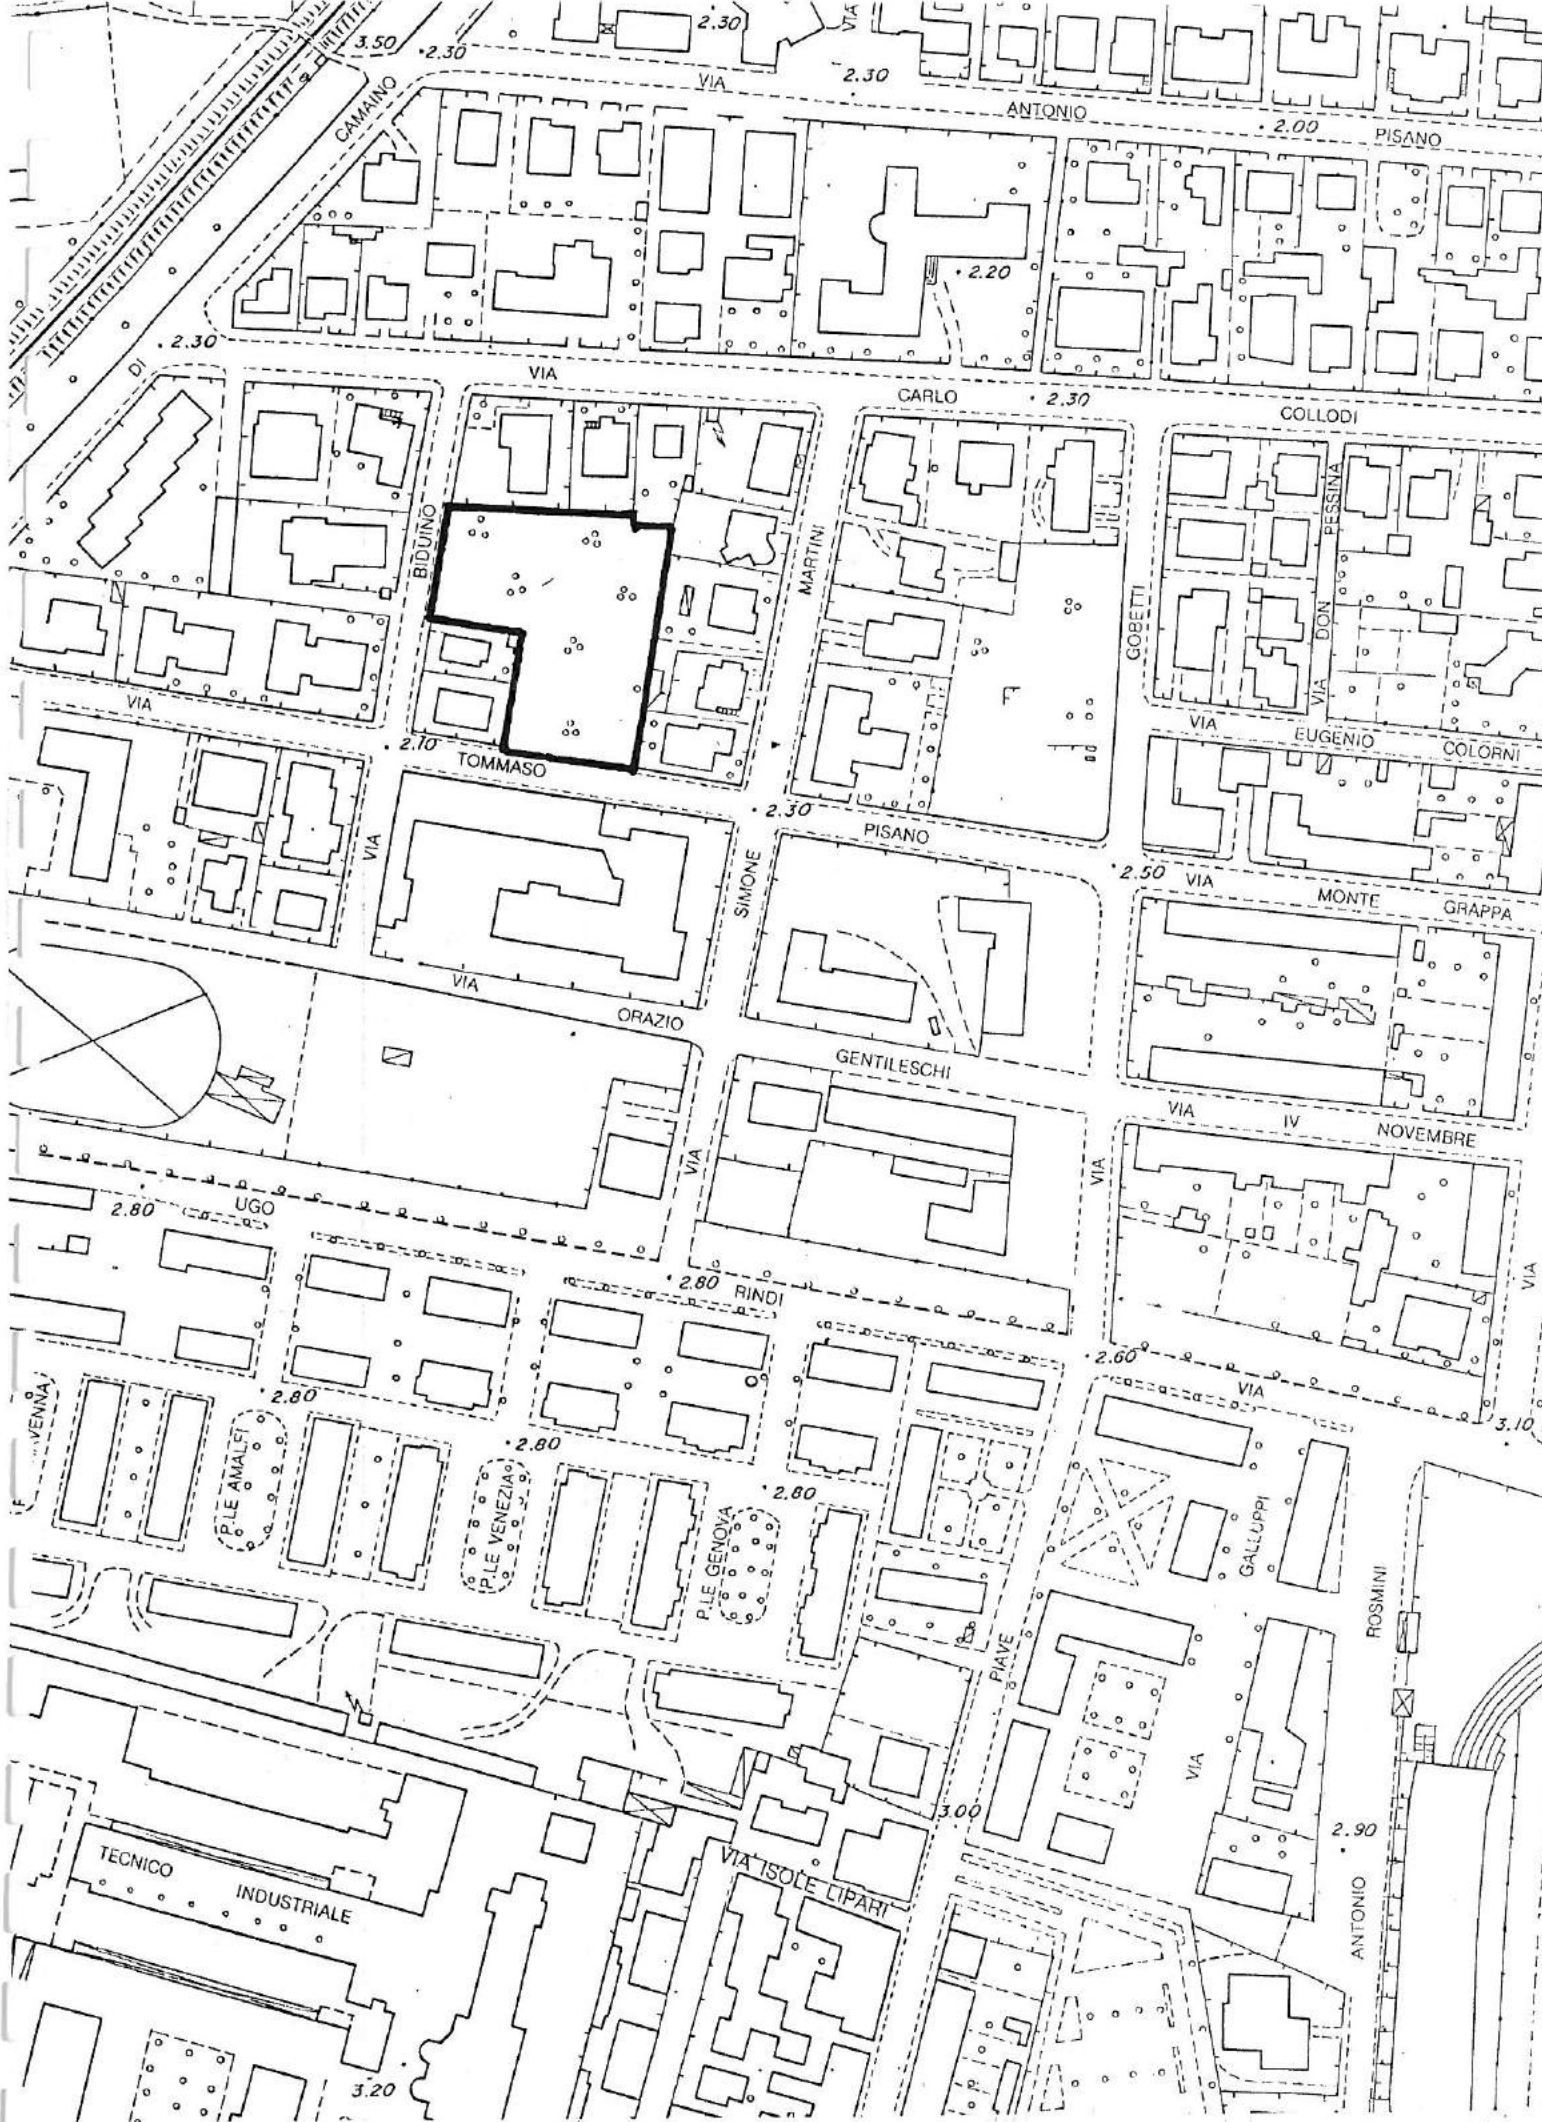 VIA
2.30
3.50
2.30
VIA
2.30
CAMAINO
ANTONIO
2.00
PISANO
2.20
2.30
DI
VIA
CARLO
2.30
COLLODI
BIDUINO
MARTINI
PESSINA
GOBETTI
DON
VIA
F
VIA
VIA
EUGENIO
COLORNI
2.10
TOMMASO
2.30
PISANO
VIA
SIMONE
2.50
VIA
MONTE
GRAPPA
VIA
ORAZIO
GENTILESCHI
VIA
IV
NOVEMBRE
VIA
VIA
2.80
UGO
2.80
RINDI
VIA
2.60
VIA
3.10
2.80
VENNA
P.LE AMALFI
2.80
P.LE VENEZIA
2.80
P.LE GENOVA
GALLUPPI
ROSMINI
PIAVE
VIA
3.00
2.90
TECNICO
INDUSTRIALE
VIA ISOLE LIPARI
ANTONIO
3.20